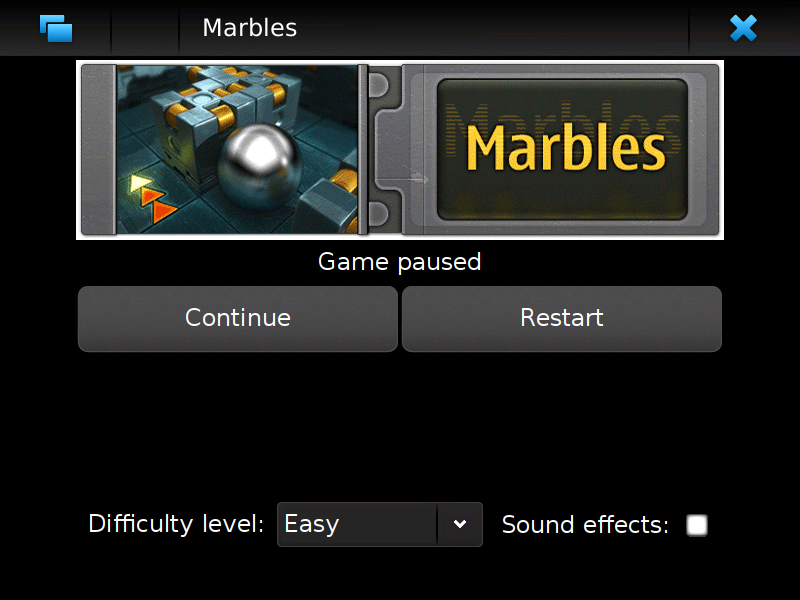 Marbles
Marbles
Game paused
Continue Restart
Difficulty level: Easy Sound effects: